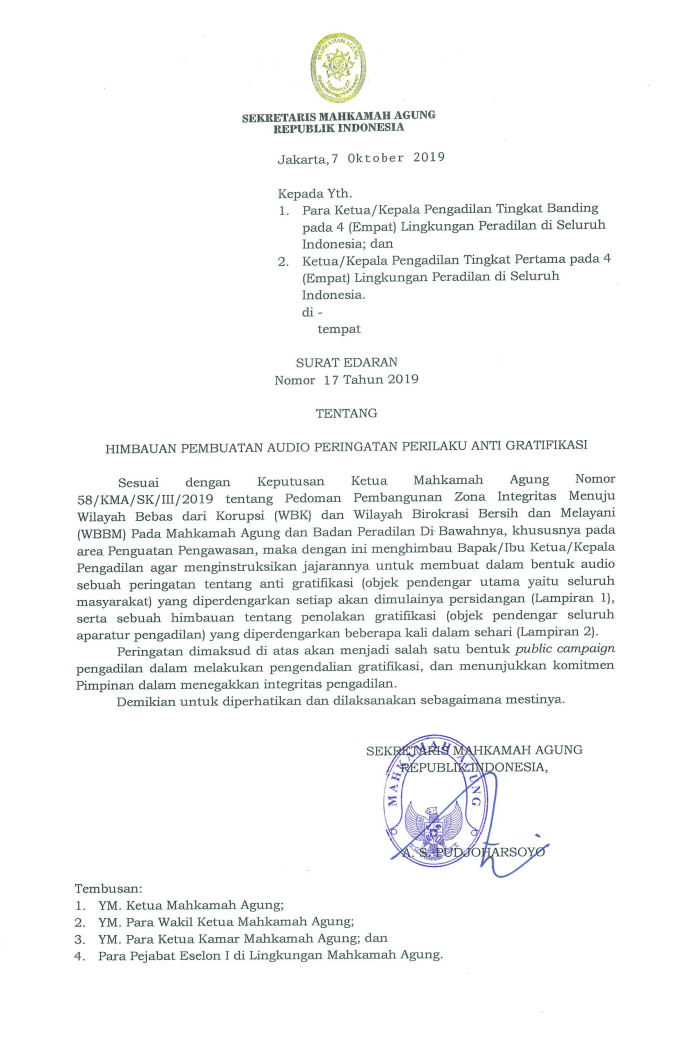 MAHKAMAH AGUNG
SEKRETARIS MAHKAMAH AGUNG
REPUBLIK INDONESIA
Jakarta, 7 Oktober 2019
Kepada Yth.
1. Para Ketua/Kepala Pengadilan Tingkat Banding
pada 4 (Empat) Lingkungan Peradilan di Seluruh
Indonesia; dan
2. Ketua/Kepala Pengadilan Tingkat Pertama pada 4
(Empat) Lingkungan Peradilan di Seluruh
Indonesia.
di -
tempat
SURAT EDARAN
Nomor 17 Tahun 2019
TENTANG
HIMBAUAN PEMBUATAN AUDIO PERINGATAN PERILAKU ANTI GRATIFIKASI
Sesuai dengan Keputusan Ketua Mahkamah Agung Nomor
58/KMA/SK/III/2019 tentang Pedoman Pembangunan Zona Integritas Menuju
Wilayah Bebas dari Korupsi (WBK) dan Wilayah Birokrasi Bersih dan Melayani
(WBBM) Pada Mahkamah Agung dan Badan Peradilan Di Bawahnya, khususnya pada
area Penguatan Pengawasan, maka dengan ini menghimbau Bapak/Ibu Ketua/Kepala
Pengadilan agar menginstruksikan jajarannya untuk membuat dalam bentuk audio
sebuah peringatan tentang anti gratifikasi (objek pendengar utama yaitu seluruh
masyarakat) yang diperdengarkan setiap akan dimulainya persidangan (Lampiran 1),
serta sebuah himbauan tentang penolakan gratifikasi (objek pendengar seluruh
aparatur pengadilan) yang diperdengarkan beberapa kali dalam sehari (Lampiran 2).
Peringatan dimaksud di atas akan menjadi salah satu bentuk public campaign
pengadilan dalam melakukan pengendalian gratifikasi, dan menunjukkan komitmen
Pimpinan dalam menegakkan integritas pengadilan.
Demikian untuk diperhatikan dan dilaksanakan sebagaimana mestinya.
SEKRETARIS MAHKAMAH AGUNG
REPUBLIK INDONESIA,
MAHKAMAH AGUNG
A. S. PUDJOHARSOYO
Tembusan:
1. YM. Ketua Mahkamah Agung;
2. YM. Para Wakil Ketua Mahkamah Agung;
3. YM. Para Ketua Kamar Mahkamah Agung; dan
4. Para Pejabat Eselon I di Lingkungan Mahkamah Agung.